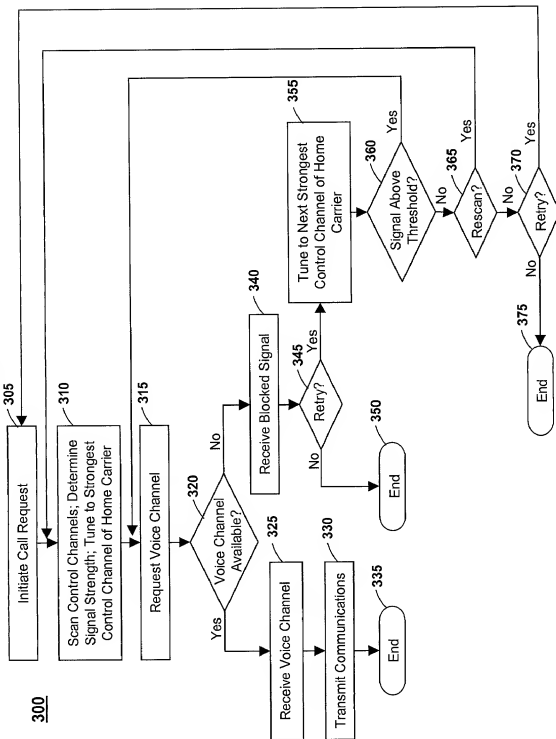 300
305
Initiate Call Request
310
Scan Control Channels; Determine
Signal Strength; Tune to Strongest
Control Channel of Home Carrier
315
Request Voice Channel
320
Voice Channel
Available?
Yes
No
325
Receive Voice Channel
330
Transmit Communications
335
End
340
Receive Blocked Signal
345
Retry?
No
Yes
350
End
355
Tune to Next Strongest
Control Channel of Home
Carrier
360
Signal Above
Threshold?
Yes
No
365
Rescan?
Yes
No
370
Retry?
Yes
No
375
End